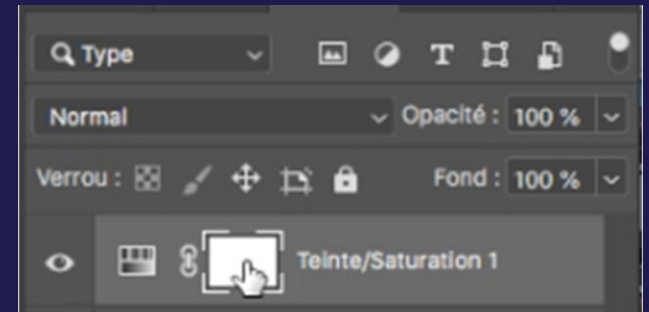 Type T
Normal Opacité : 100 %
Verrou : Fond : 100 %
Teinte/Saturation 1